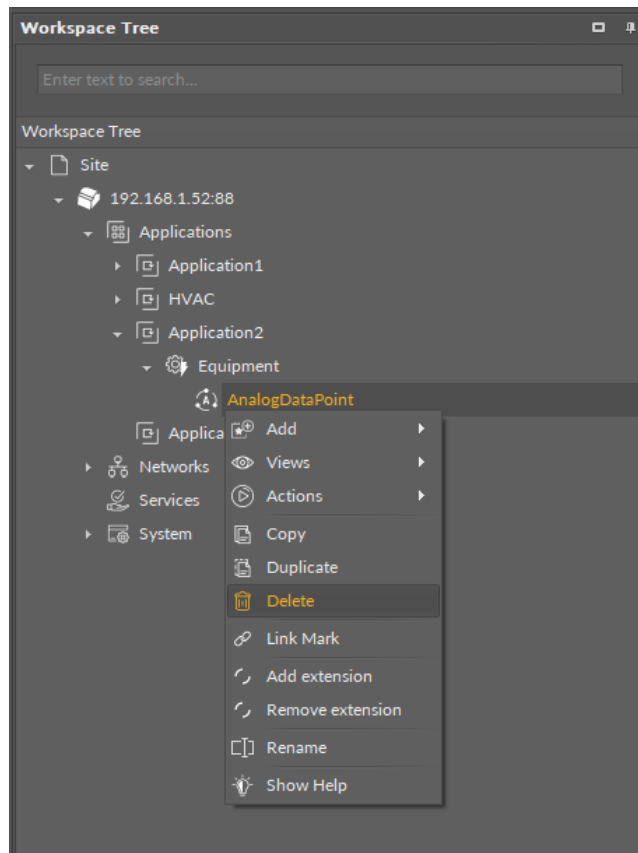 Workspace Tree
Enter text to search...
Workspace Tree
Site
192.168.1.52:88
Applications
Application1
HVAC
Application2
Equipment
AnalogDataPoint
Applica
Add
Networks
Views
Services
Actions
System
Copy
Duplicate
Delete
Link Mark
Add extension
Remove extension
Rename
Show Help